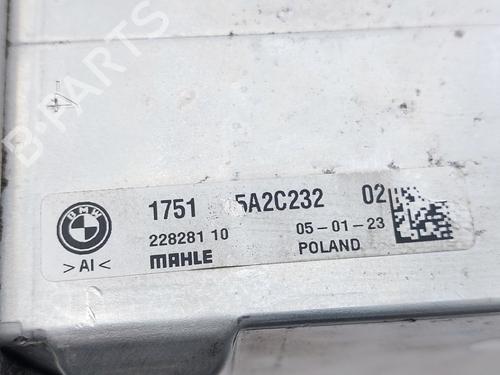 B-PARTS
BMW
1751 5A2C232 02
228281 10 05-01-23
>AI< MAHLE POLAND